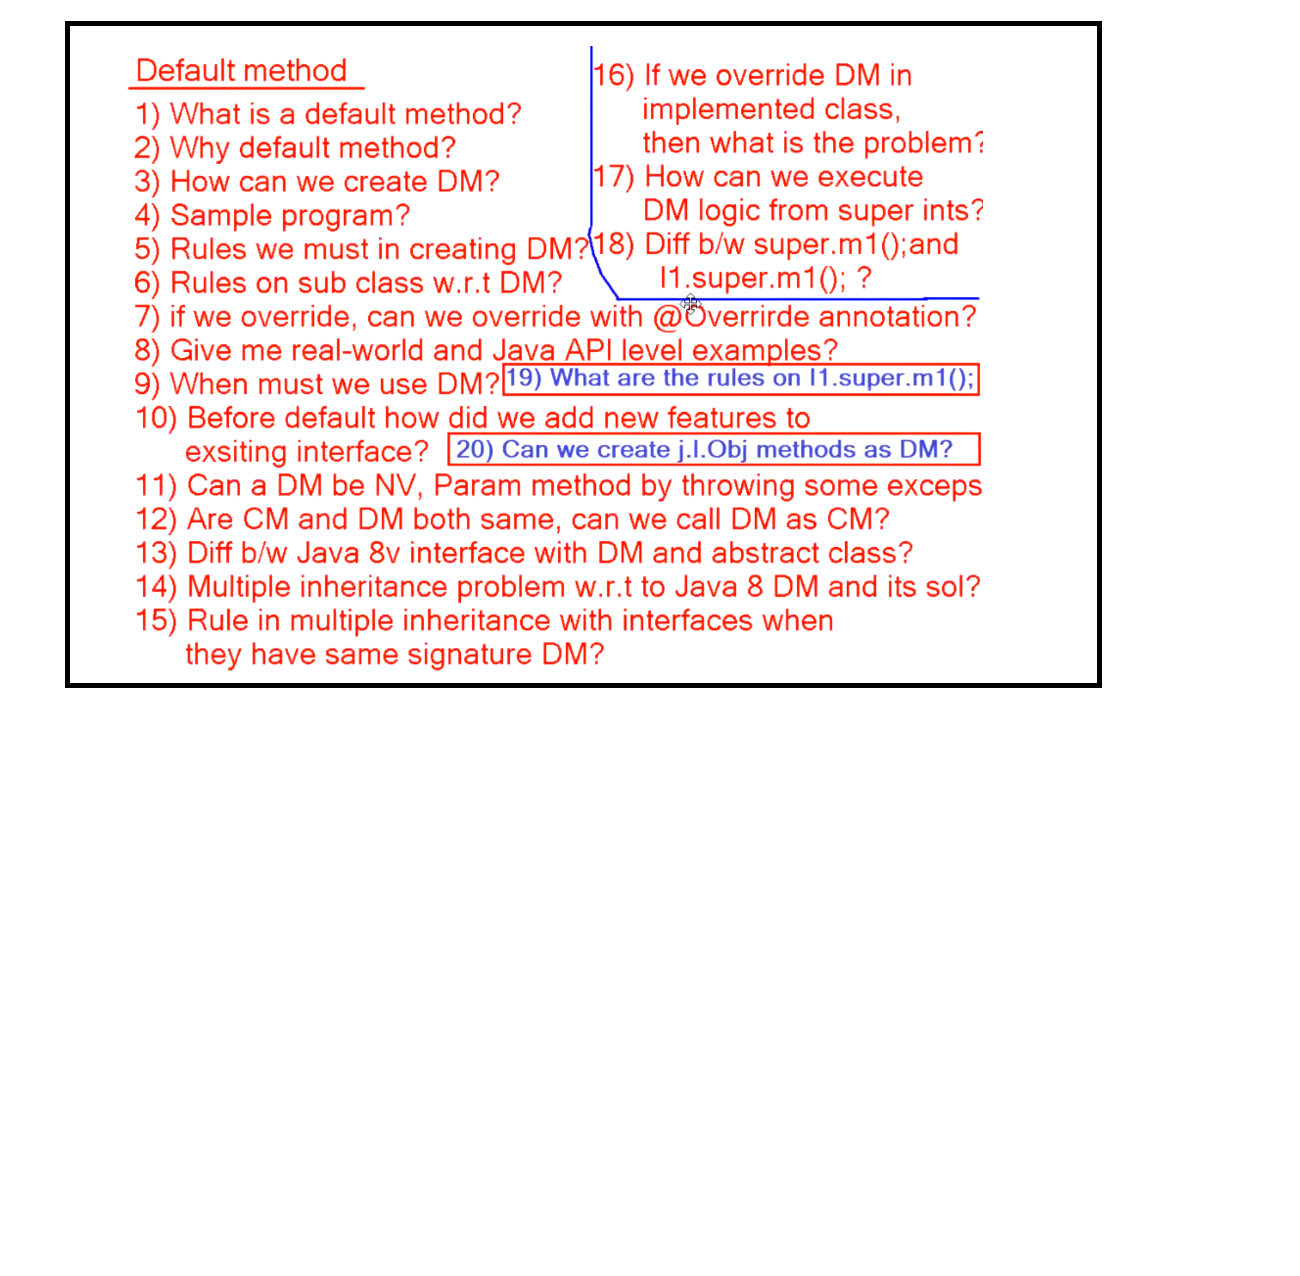 Default method
1) What is a default method?
2) Why default method?
3) How can we create DM?
4) Sample program?
5) Rules we must in creating DM?
6) Rules on sub class w.r.t DM?
7) if we override, can we override with @Overrirde annotation?
8) Give me real-world and Java API level examples?
9) When must we use DM?
10) Before default how did we add new features to
exsiting interface?
11) Can a DM be NV, Param method by throwing some exceps
12) Are CM and DM both same, can we call DM as CM?
13) Diff b/w Java 8v interface with DM and abstract class?
14) Multiple inheritance problem w.r.t to Java 8 DM and its sol?
15) Rule in multiple inheritance with interfaces when
they have same signature DM?
16) If we override DM in
implemented class,
then what is the problem?
17) How can we execute
DM logic from super ints?
18) Diff b/w super.m1();and
I1.super.m1(); ?
19) What are the rules on I1.super.m1();
20) Can we create j.l.Obj methods as DM?